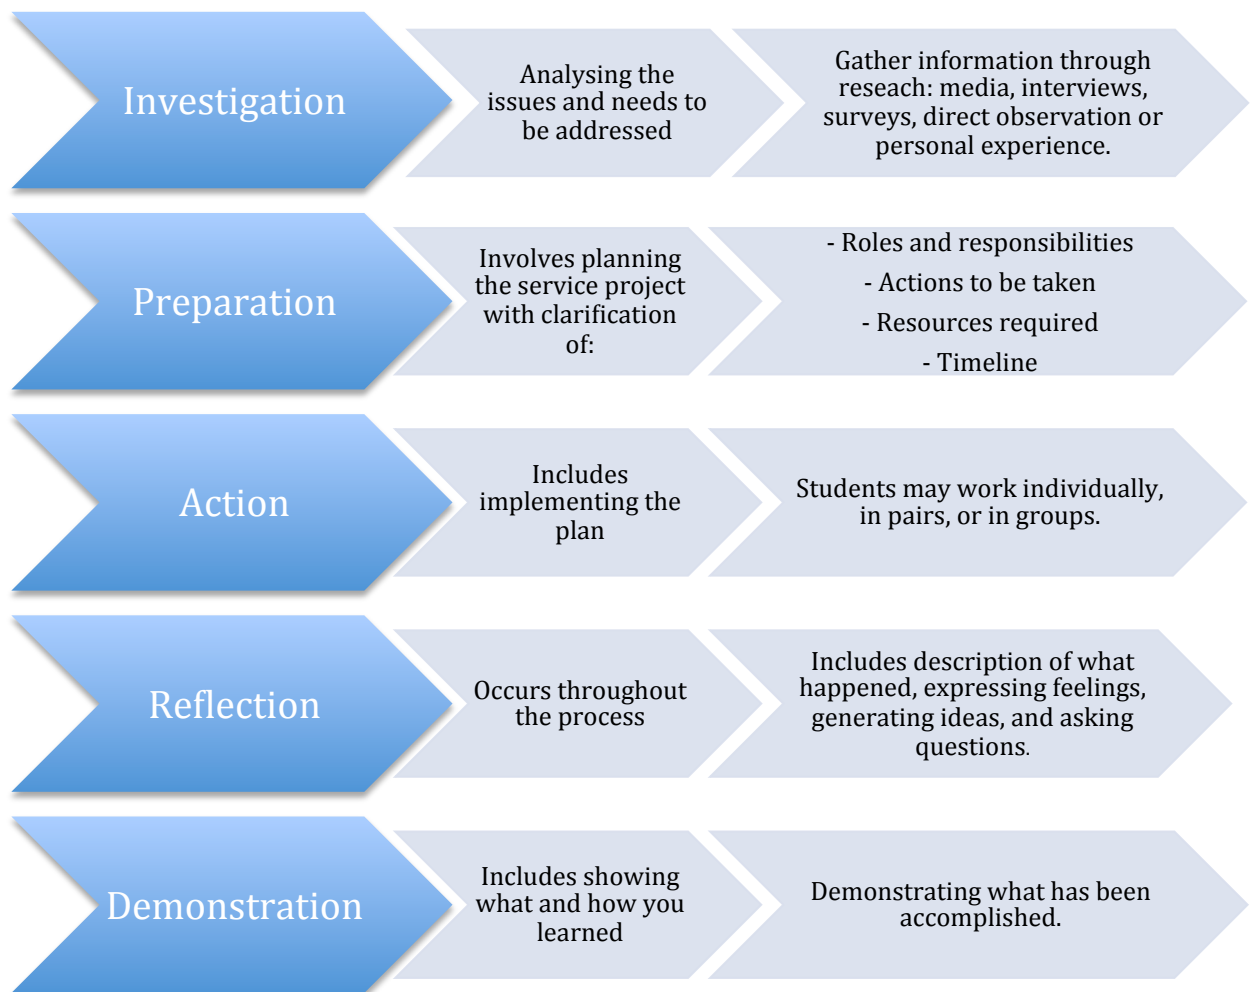 Investigation
Analysing the
issues and needs to
be addressed
Gather information through
reseach: media, interviews,
surveys, direct observation or
personal experience.
Preparation
Involves planning
the service project
with clarification
of:
- Roles and responsibilities
- Actions to be taken
- Resources required
- Timeline
Action
Includes
implementing the
plan
Students may work individually,
in pairs, or in groups.
Reflection
Occurs throughout
the process
Includes description of what
happened, expressing feelings,
generating ideas, and asking
questions.
Demonstration
Includes showing
what and how you
learned
Demonstrating what has been
accomplished.